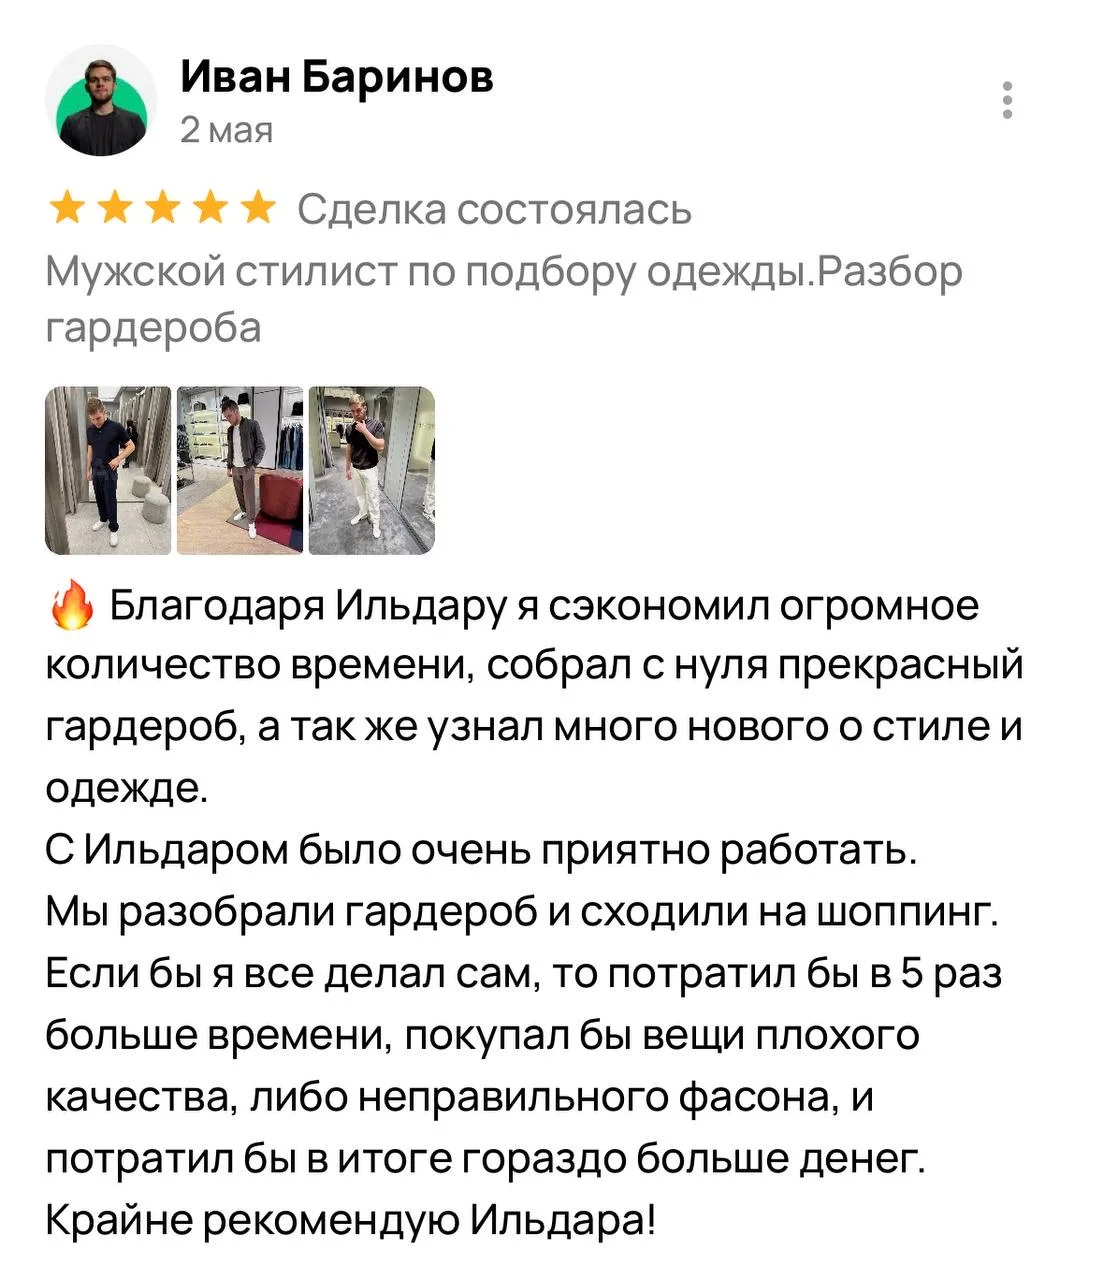 Иван Баринов
2 мая
Сделка состоялась
Мужской стилист по подбору одежды.Разбор
гардероба
🔥 Благодаря Ильдару я сэкономил огромное
количество времени, собрал с нуля прекрасный
гардероб, а так же узнал много нового о стиле и
одежде.
С Ильдаром было очень приятно работать.
Мы разобрали гардероб и сходили на шоппинг.
Если бы я все делал сам, то потратил бы в 5 раз
больше времени, покупал бы вещи плохого
качества, либо неправильного фасона, и
потратил бы в итоге гораздо больше денег.
Крайне рекомендую Ильдара!